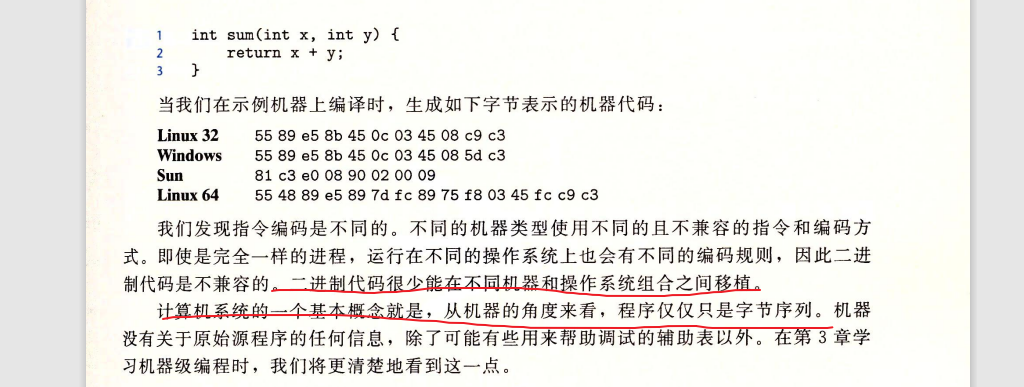 1 int sum(int x, int y) {
2 return x + y;
3 }
当我们在示例机器上编译时，生成如下字节表示的机器代码：
Linux 32 55 89 e5 8b 45 0c 03 45 08 c9 c3
Windows 55 89 e5 8b 45 0c 03 45 08 5d c3
Sun 81 c3 e0 08 90 02 00 09
Linux 64 55 48 89 e5 89 7d fc 89 75 f8 03 45 fc c9 c3
我们发现指令编码是不同的。不同的机器类型使用不同的且不兼容的指令和编码方
式。即使是完全一样的进程，运行在不同的操作系统上也会有不同的编码规则，因此二进
制代码是不兼容的。二进制代码很少能在不同机器和操作系统组合之间移植。
计算机系统的一个基本概念就是，从机器的角度来看，程序仅仅只是字节序列。机器
没有关于原始源程序的任何信息，除了可能有些用来帮助调试的辅助表以外。在第 3 章学
习机器级编程时，我们将更清楚地看到这一点。